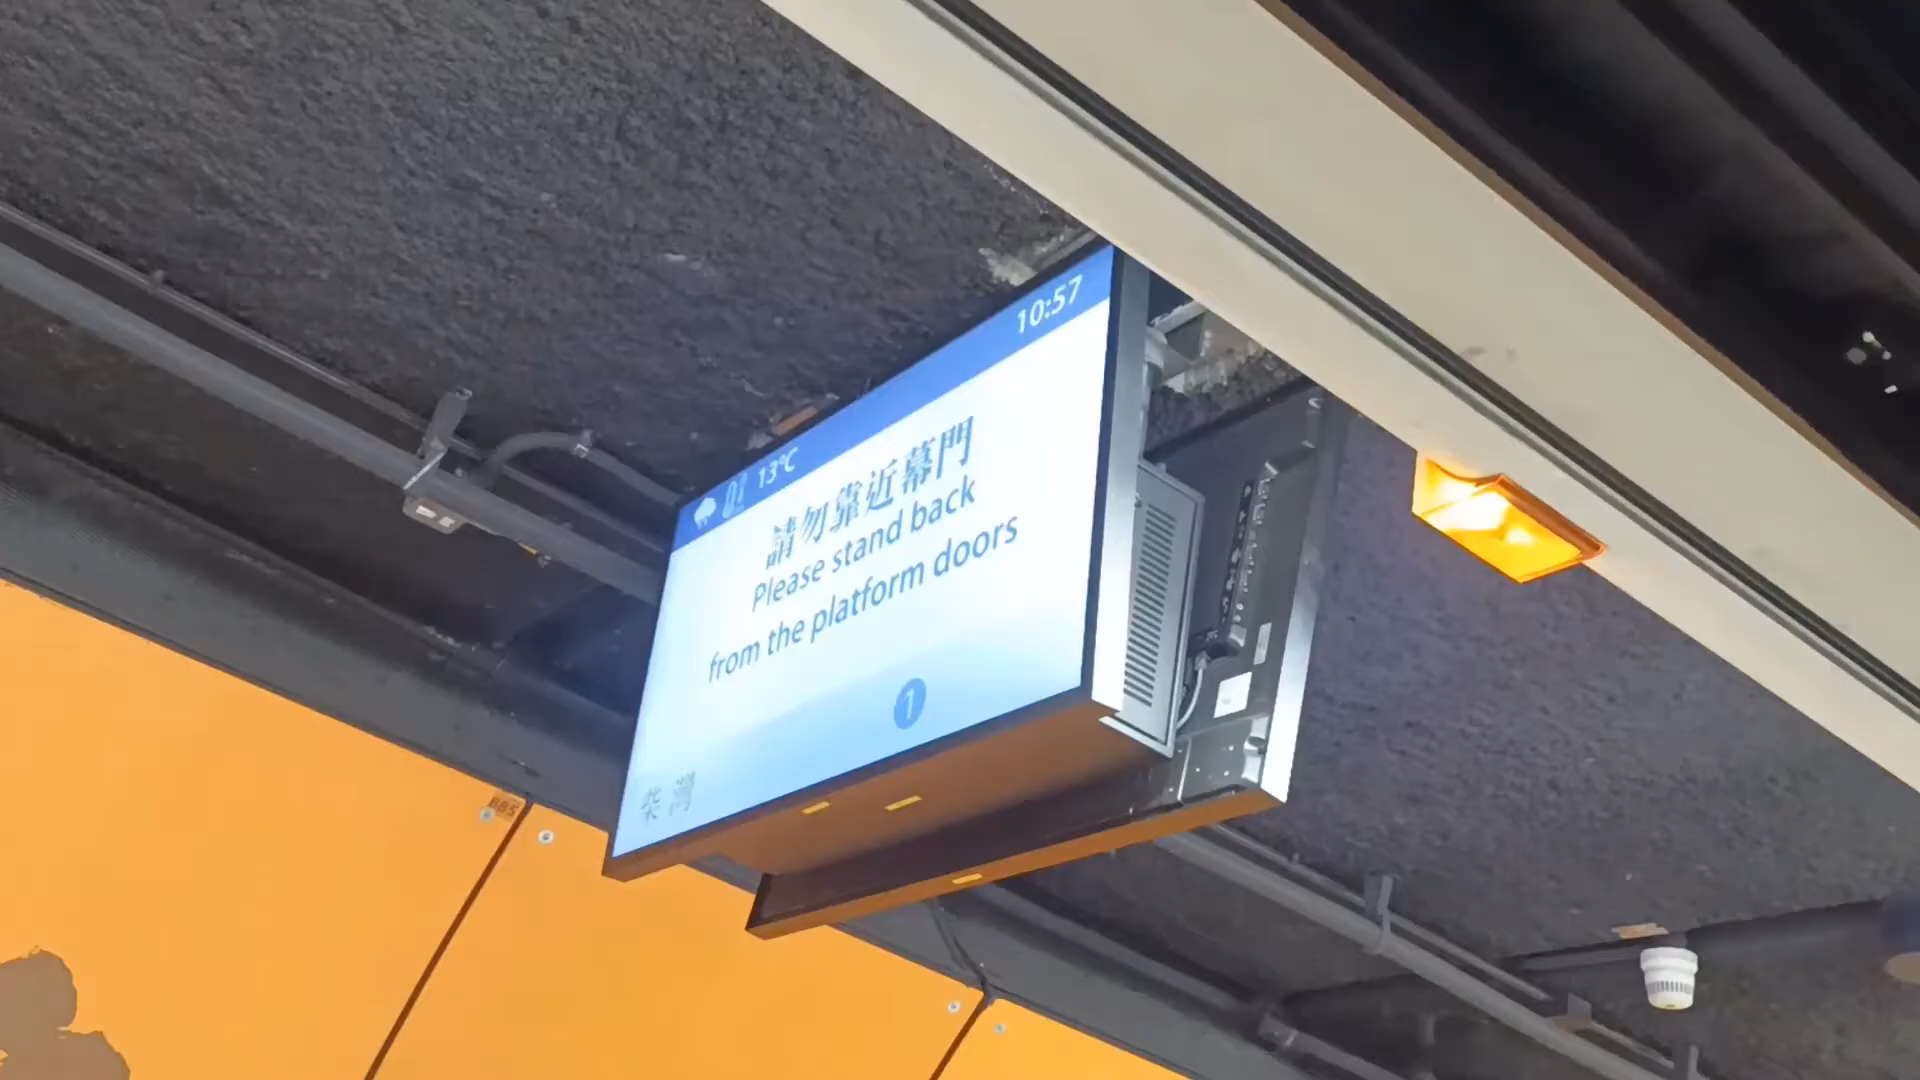 10:57
13°C
請勿靠近幕門
Please stand back
from the platform doors
1
柴灣
BB5